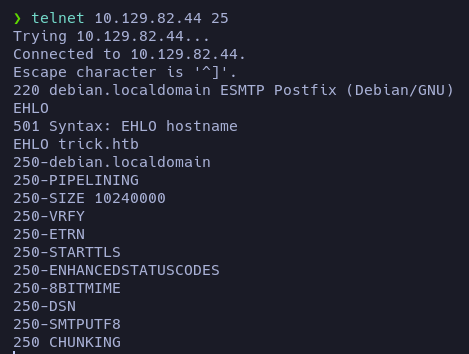 ❯ telnet 10.129.82.44 25
Trying 10.129.82.44...
Connected to 10.129.82.44.
Escape character is '^]'.
220 debian.localdomain ESMTP Postfix (Debian/GNU)
EHLO
501 Syntax: EHLO hostname
EHLO trick.htb
250-debian.localdomain
250-PIPELINING
250-SIZE 10240000
250-VRFY
250-ETRN
250-STARTTLS
250-ENHANCEDSTATUSCODES
250-8BITMIME
250-DSN
250-SMTPUTF8
250 CHUNKING